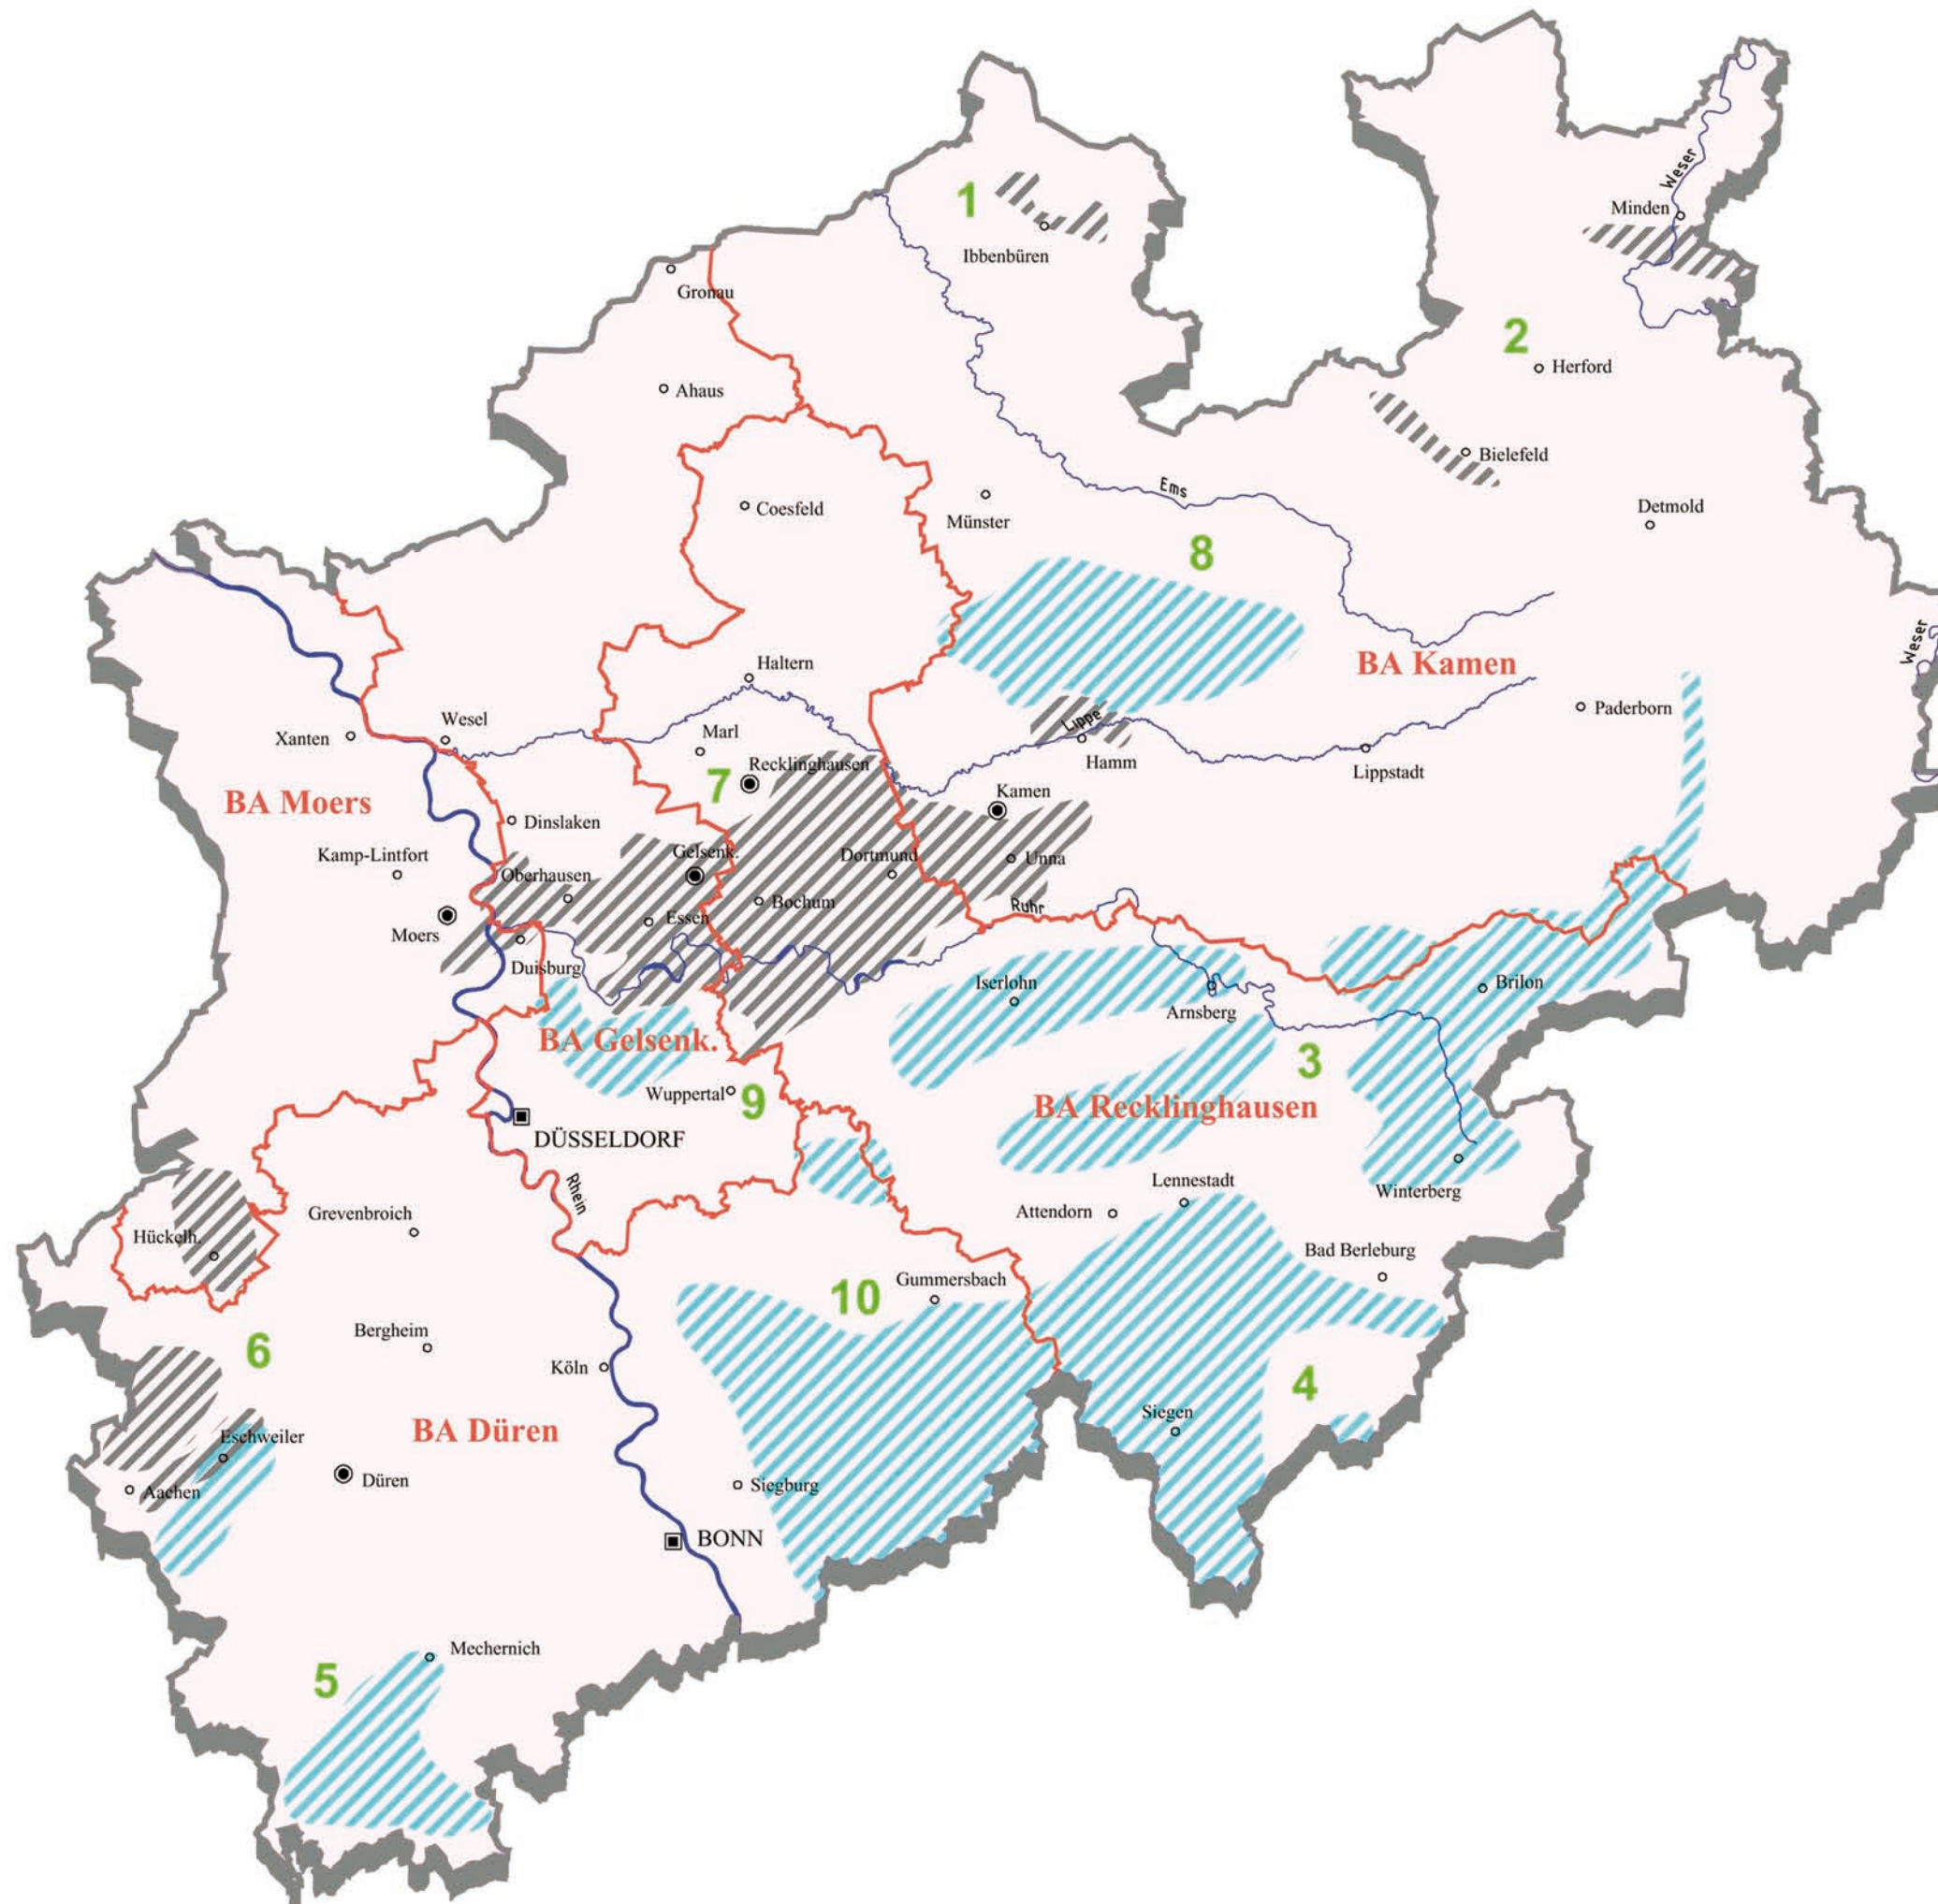 Weser
1
Minden
Ibbenbüren
Gronau
2
Herford
Ahaus
Bielefeld
Ems
Coesfeld
Münster
Detmold
8
Weser
Haltern
BA Kamen
Paderborn
Wesel
Lippe
Xanten
Marl
Recklinghausen
Hamm
Lippstadt
7
Kamen
BA Moers
Dinslaken
Kamp-Lintfort
Gelsenk.
Dortmund
Unna
Oberhausen
Bochum
Ruhr
Essen
Moers
Duisburg
Iserlohn
Brilon
Arnsberg
BA Gelsenk.
3
Wuppertal
9
BA Recklinghausen
DÜSSELDORF
Rhein
Lennestadt
Winterberg
Grevenbroich
Attendorn
Hückelh.
Bad Berleburg
Gummersbach
10
Bergheim
6
Köln
4
Siegen
BA Düren
Eschweiler
Düren
Siegburg
Aachen
BONN
Mechernich
5